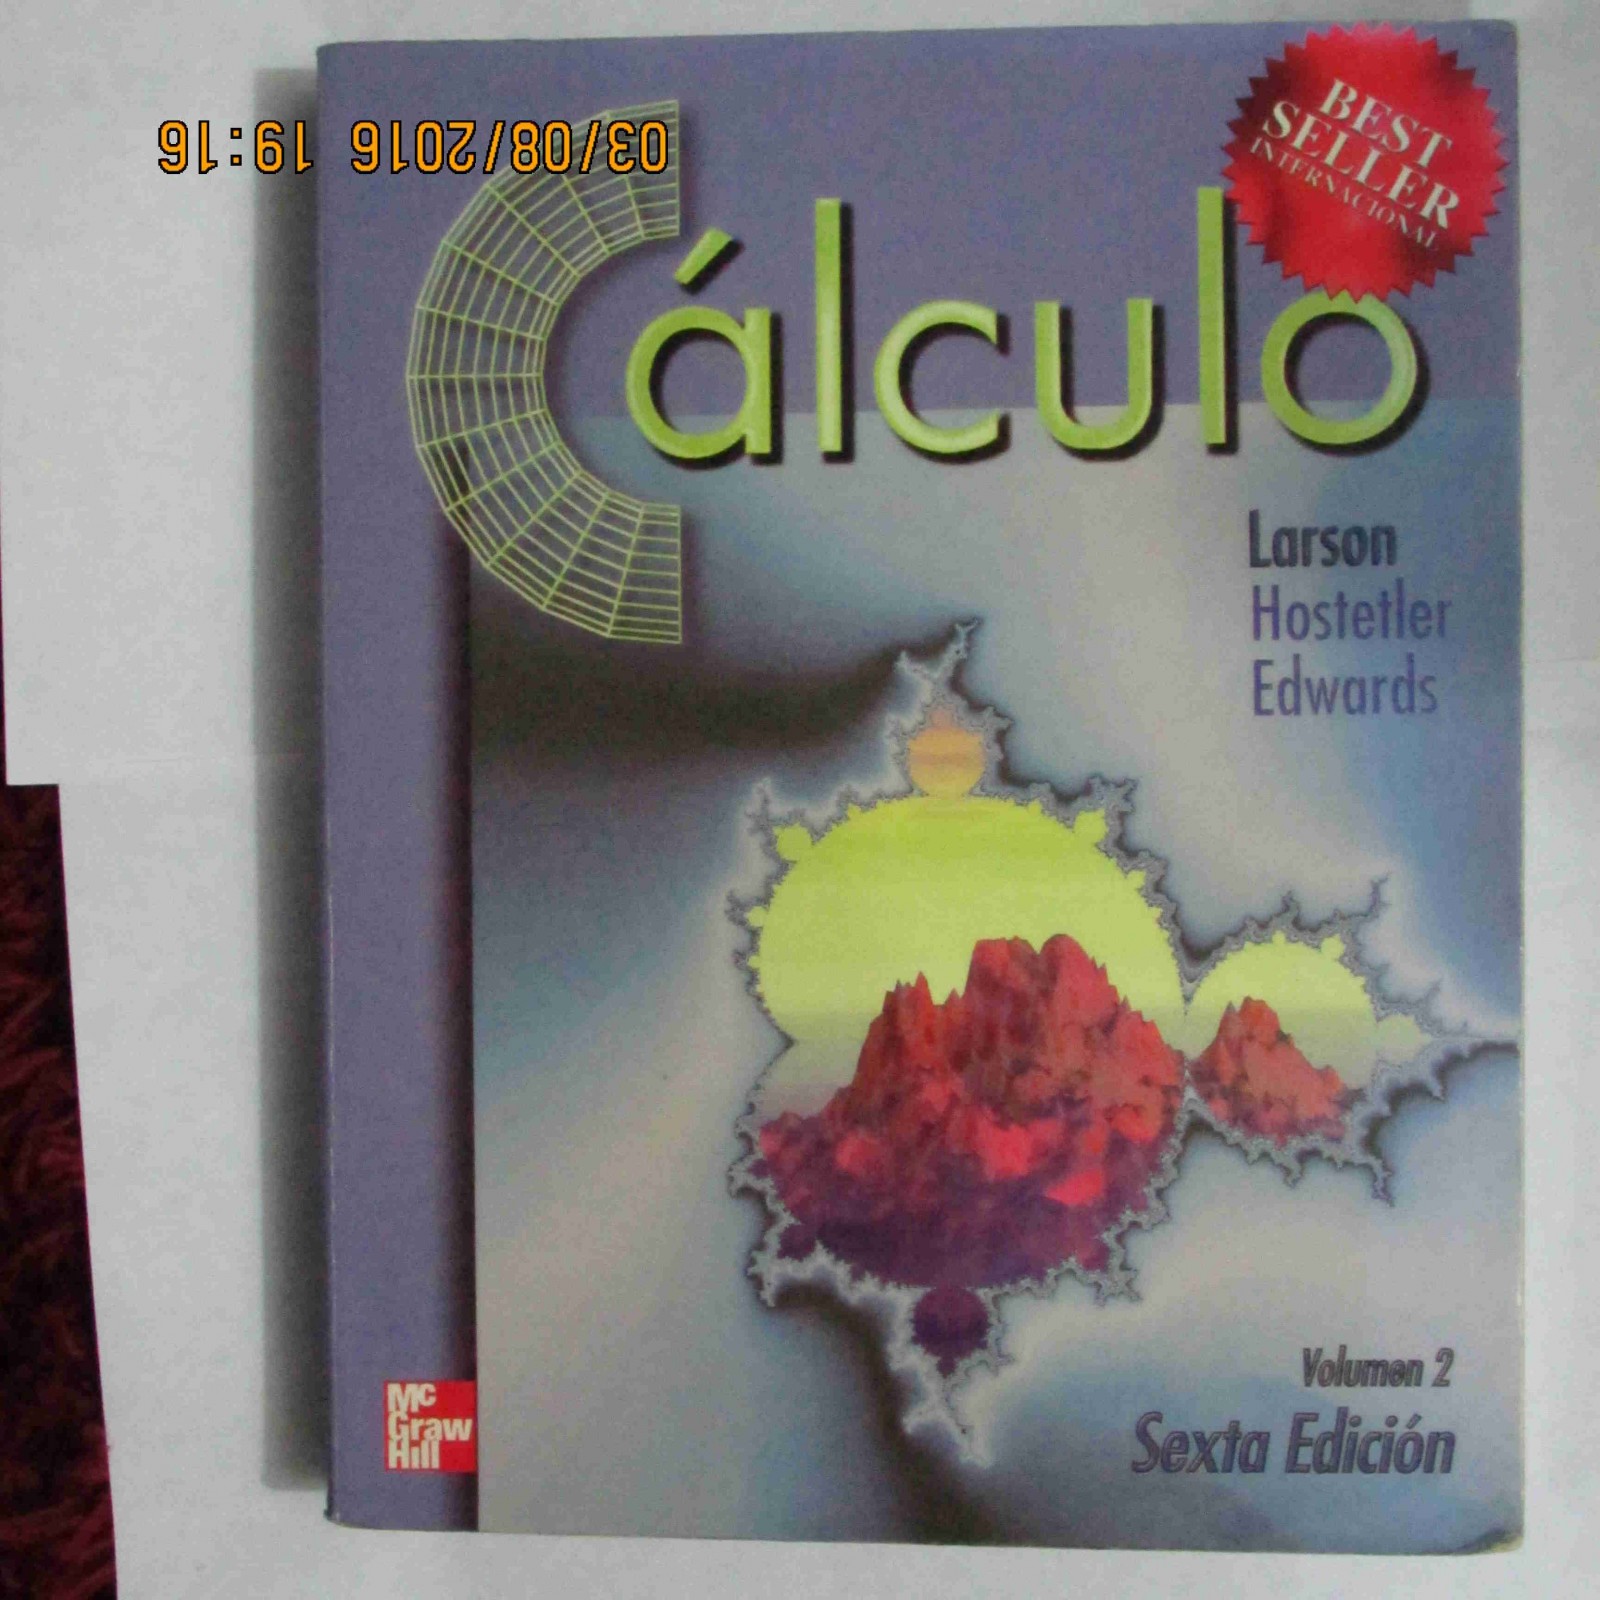 03/08/2016 19:16
BEST
SELLER
INTERNACIONAL
Cálculo
Larson
Hostetler
Edwards
Volumen 2
Sexta Edición
Mc
Graw
Hill